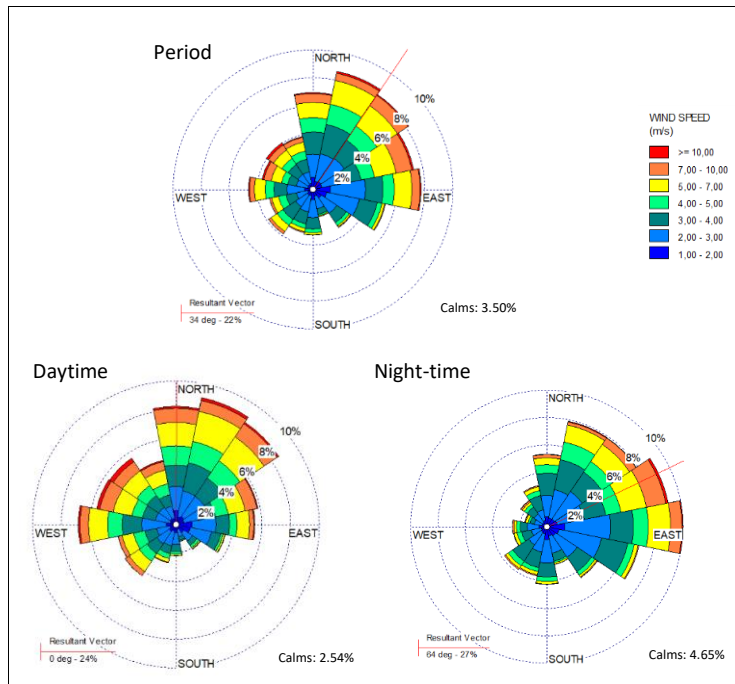 Period
NORTH
10%
8%
6%
4%
2%
WEST
EAST
SOUTH
Resultant Vector
34 deg - 22%
Calms: 3.50%
WIND SPEED
(m/s)
>= 10,00
7,00 - 10,00
5,00 - 7,00
4,00 - 5,00
3,00 - 4,00
2,00 - 3,00
1,00 - 2,00
Daytime
NORTH
10%
8%
6%
4%
2%
WEST
EAST
SOUTH
Resultant Vector
0 deg - 24%
Calms: 2.54%
Night-time
NORTH
10%
8%
6%
4%
2%
WEST
EAST
SOUTH
Resultant Vector
64 deg - 27%
Calms: 4.65%